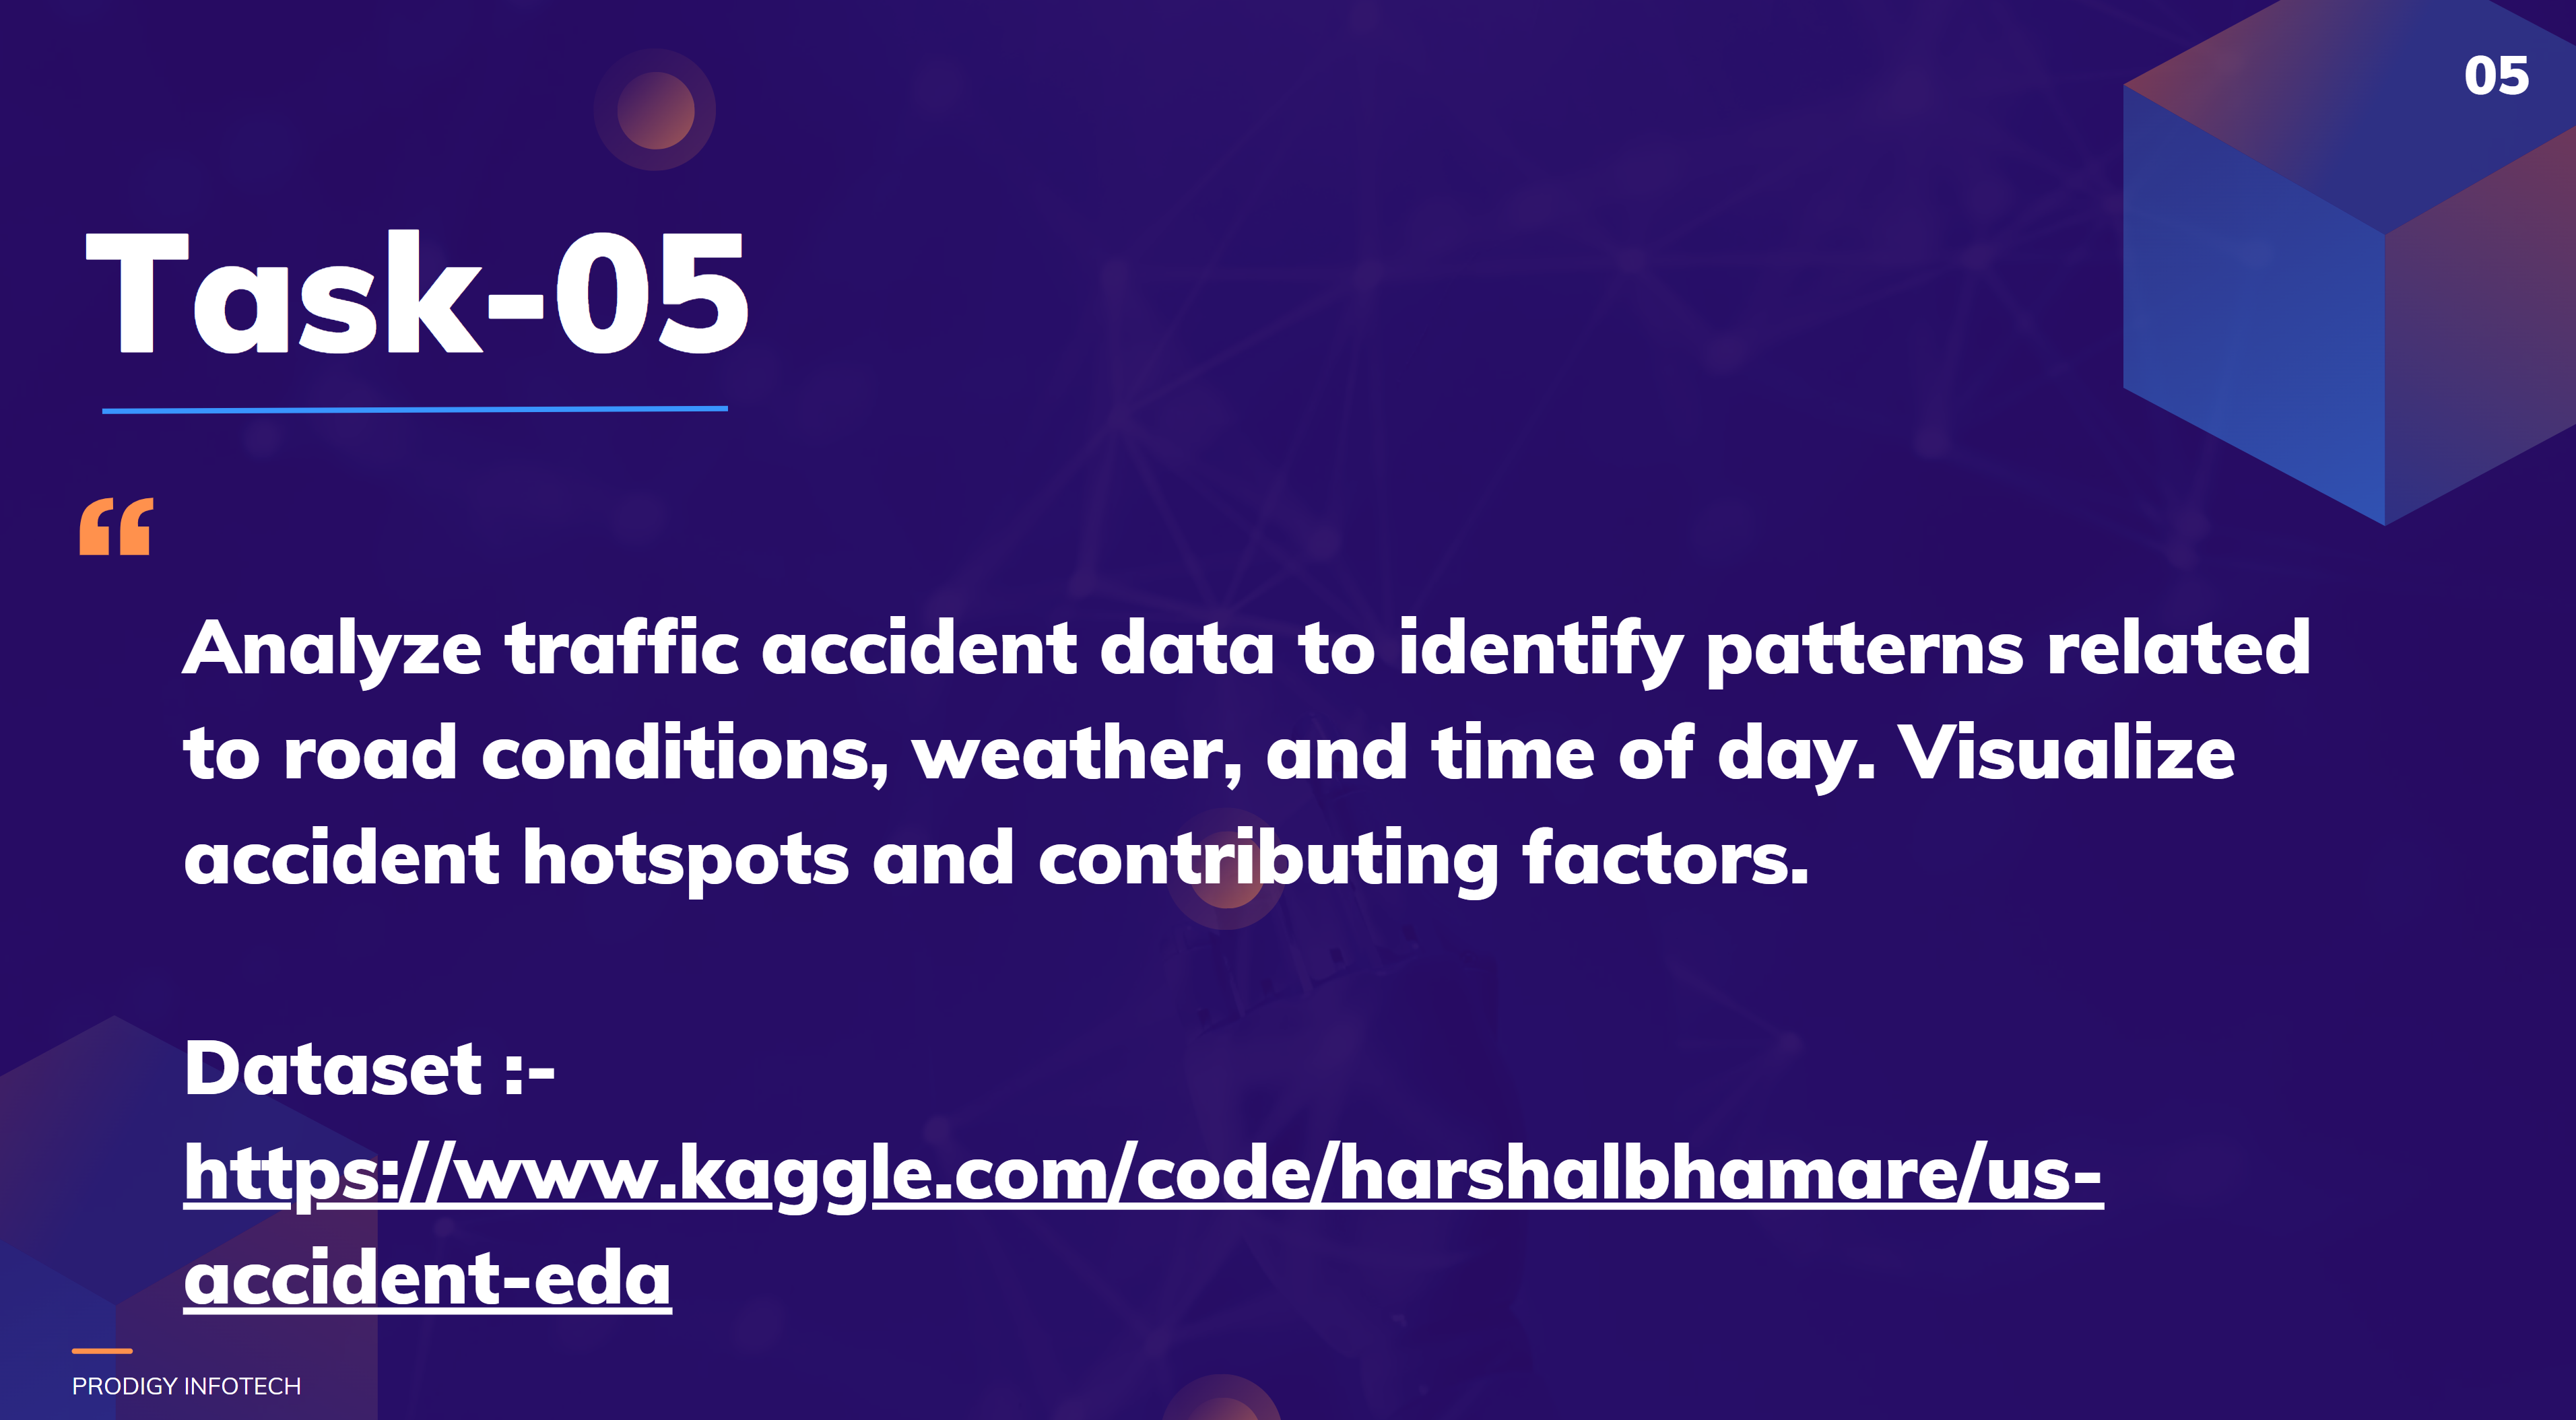 05
Task-05
“
Analyze traffic accident data to identify patterns related
to road conditions, weather, and time of day. Visualize
accident hotspots and contributing factors.
Dataset :-
https://www.kaggle.com/code/harshalbhamare/us-
accident-eda
PRODIGY INFOTECH